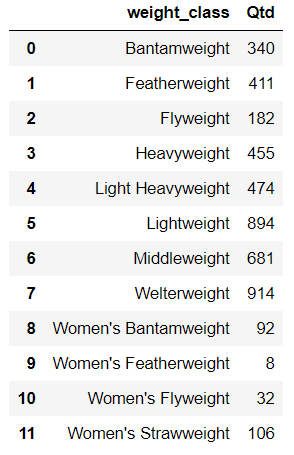 weight_class Qtd
0 Bantamweight 340
1 Featherweight 411
2 Flyweight 182
3 Heavyweight 455
4 Light Heavyweight 474
5 Lightweight 894
6 Middleweight 681
7 Welterweight 914
8 Women's Bantamweight 92
9 Women's Featherweight 8
10 Women's Flyweight 32
11 Women's Strawweight 106